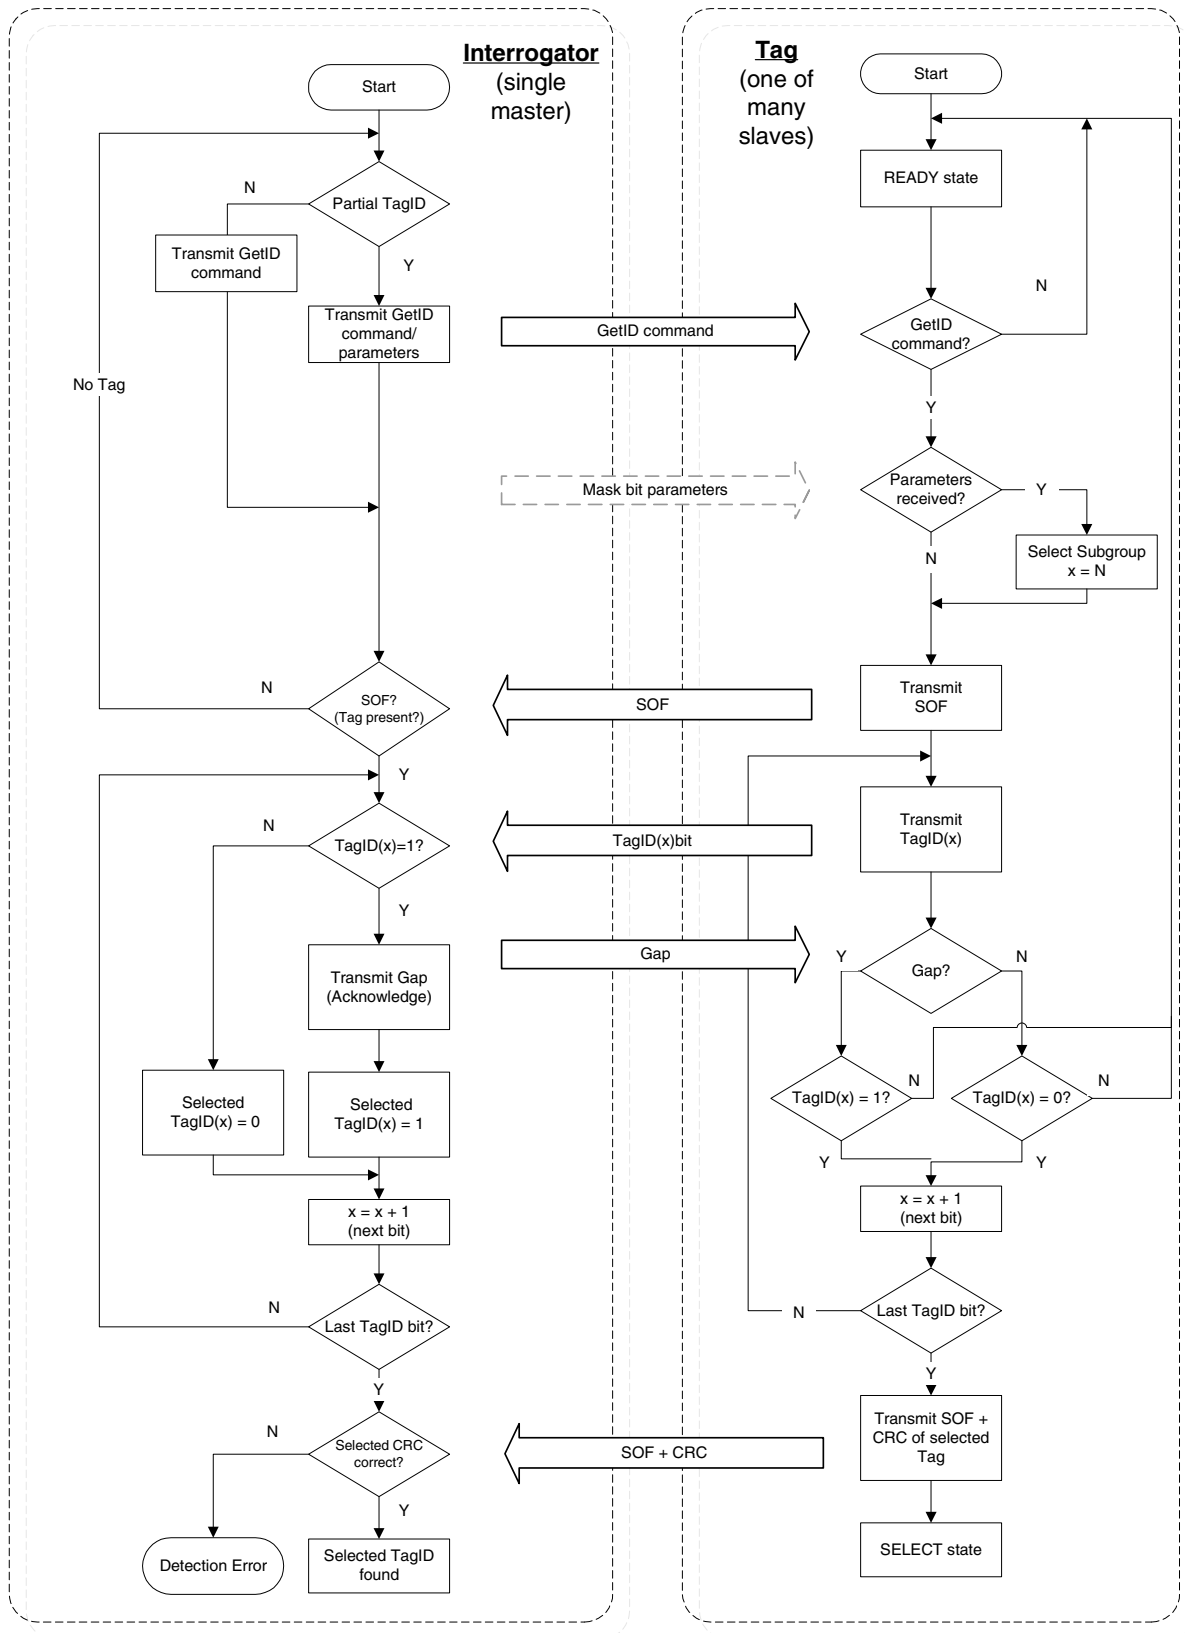 Interrogator
(single
master)
Start
Partial TagID
N
Y
Transmit GetID
command
Transmit GetID
command/
parameters
No Tag
SOF?
(Tag present?)
N
Y
TagID(x)=1?
N
Y
Transmit Gap
(Acknowledge)
Selected
TagID(x) = 0
Selected
TagID(x) = 1
x = x + 1
(next bit)
Last TagID bit?
N
Y
Selected CRC
correct?
N
Y
Detection Error
Selected TagID
found
GetID command
Mask bit parameters
SOF
TagID(x)bit
Gap
SOF + CRC
Tag
(one of
many
slaves)
Start
READY state
GetID
command?
N
Y
Parameters
received?
Y
N
Select Subgroup
x = N
Transmit
SOF
Transmit
TagID(x)
Gap?
Y
N
TagID(x) = 1?
N
Y
TagID(x) = 0?
N
Y
x = x + 1
(next bit)
Last TagID bit?
N
Y
Transmit SOF +
CRC of selected
Tag
SELECT state